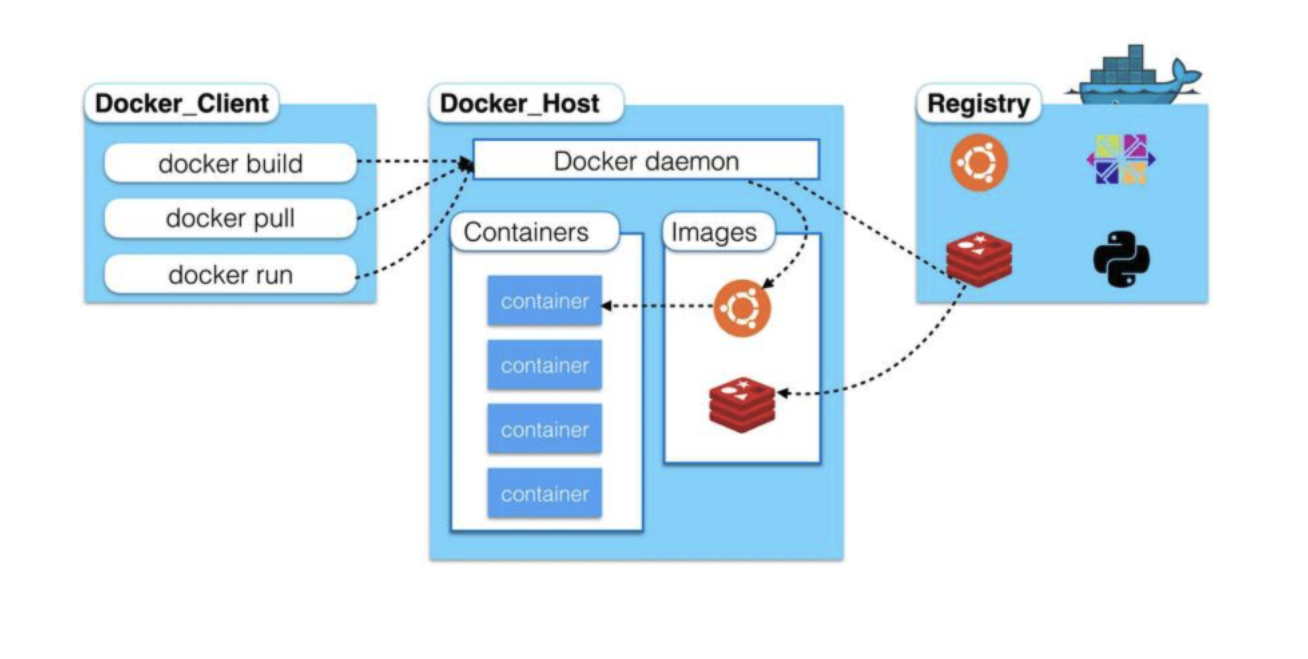 Docker_Client
docker build
docker pull
docker run
Docker_Host
Docker daemon
Containers
container
container
container
container
Images
Registry